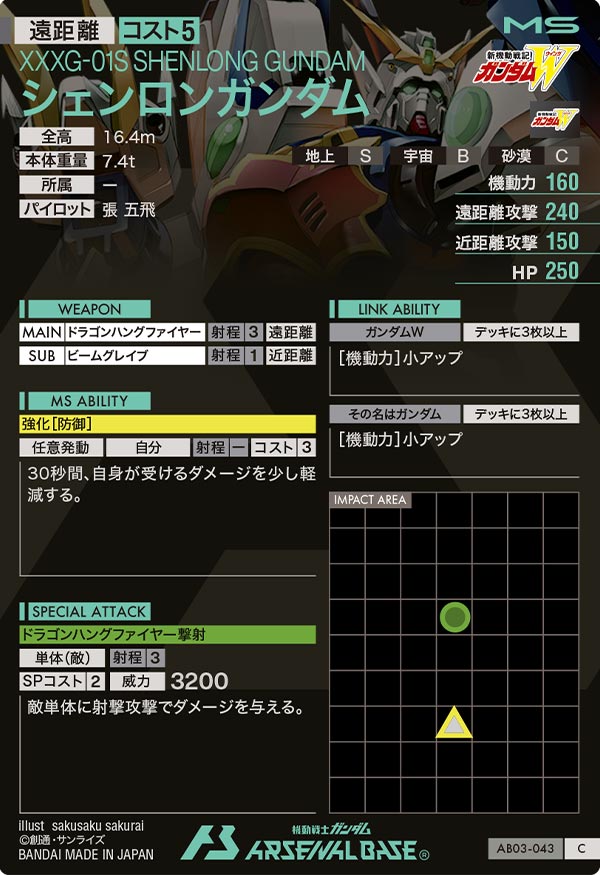 遠距離 コスト5 MS
XXXG-01S SHENLONG GUNDAM
シェンロンガンダム
新機動戦記
ガンダムW
ウイング
新機動戦記
ガンダムW
全高 16.4m
本体重量 7.4t
所属 ー
パイロット 張 五飛
地上 S 宇宙 B 砂漠 C
機動力 160
遠距離攻撃 240
近距離攻撃 150
HP 250
WEAPON
MAIN ドラゴンハングファイヤー 射程 3 遠距離
SUB ビームグレイブ 射程 1 近距離
MS ABILITY
強化[防御]
任意発動 自分 射程 ー コスト 3
30秒間、自身が受けるダメージを少し軽
減する。
SPECIAL ATTACK
ドラゴンハングファイヤー撃射
単体(敵) 射程 3
SPコスト 2 威力 3200
敵単体に射撃攻撃でダメージを与える。
LINK ABILITY
ガンダムW デッキに3枚以上
[機動力]小アップ
その名はガンダム デッキに3枚以上
[機動力]小アップ
IMPACT AREA
illust sakusaku sakurai
©創通・サンライズ
BANDAI MADE IN JAPAN
機動戦士ガンダム
ARSENAL BASE®
AB03-043 C